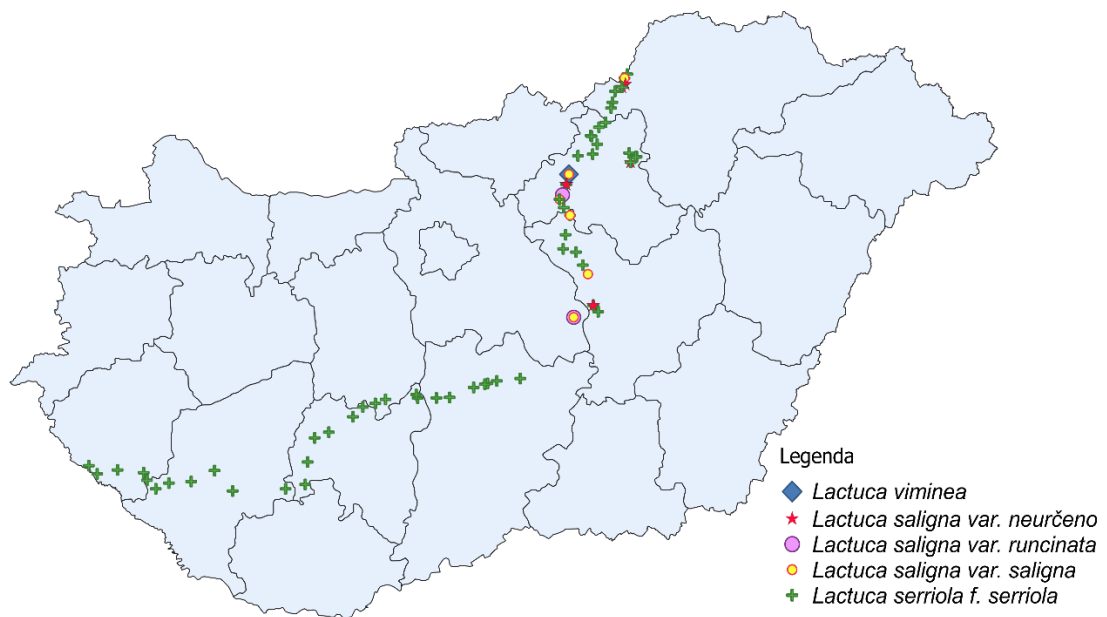 Legenda
Lactuca viminea
Lactuca saligna var. neurčeno
Lactuca saligna var. runcinata
Lactuca saligna var. saligna
Lactuca serriola f. serriola